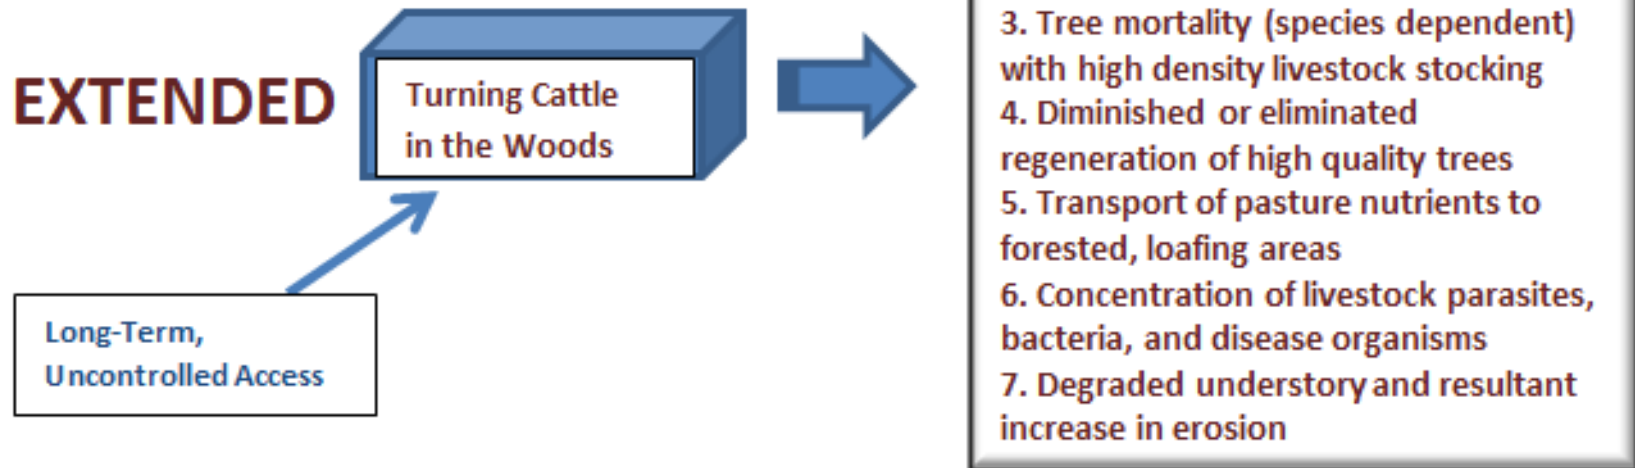 EXTENDED
Turning Cattle
in the Woods
Long-Term,
Uncontrolled Access
3. Tree mortality (species dependent)
with high density livestock stocking
4. Diminished or eliminated
regeneration of high quality trees
5. Transport of pasture nutrients to
forested, loafing areas
6. Concentration of livestock parasites,
bacteria, and disease organisms
7. Degraded understory and resultant
increase in erosion